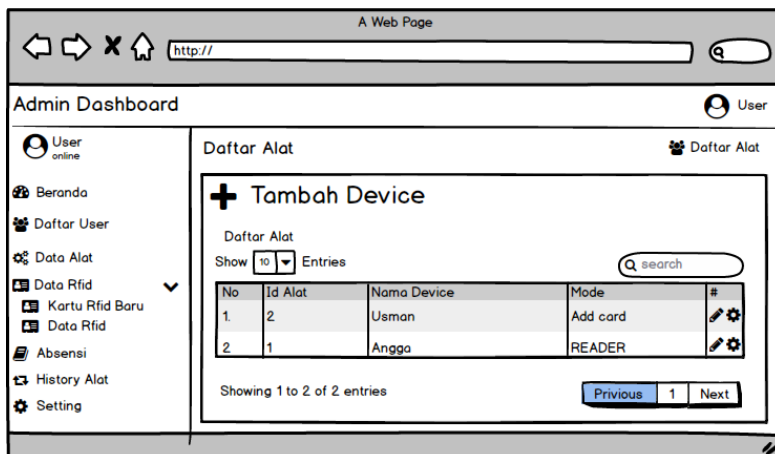 A Web Page
http://
Admin Dashboard
User
User
online
Beranda
Daftar User
Data Alat
Data Rfid
Kartu Rfid Baru
Data Rfid
Absensi
History Alat
Setting
Daftar Alat
Daftar Alat
Tambah Device
Daftar Alat
Show 10 Entries
search
No Id Alat Nama Device Mode #
1. 2 Usman Add card
2 1 Angga READER
Showing 1 to 2 of 2 entries
Privious 1 Next